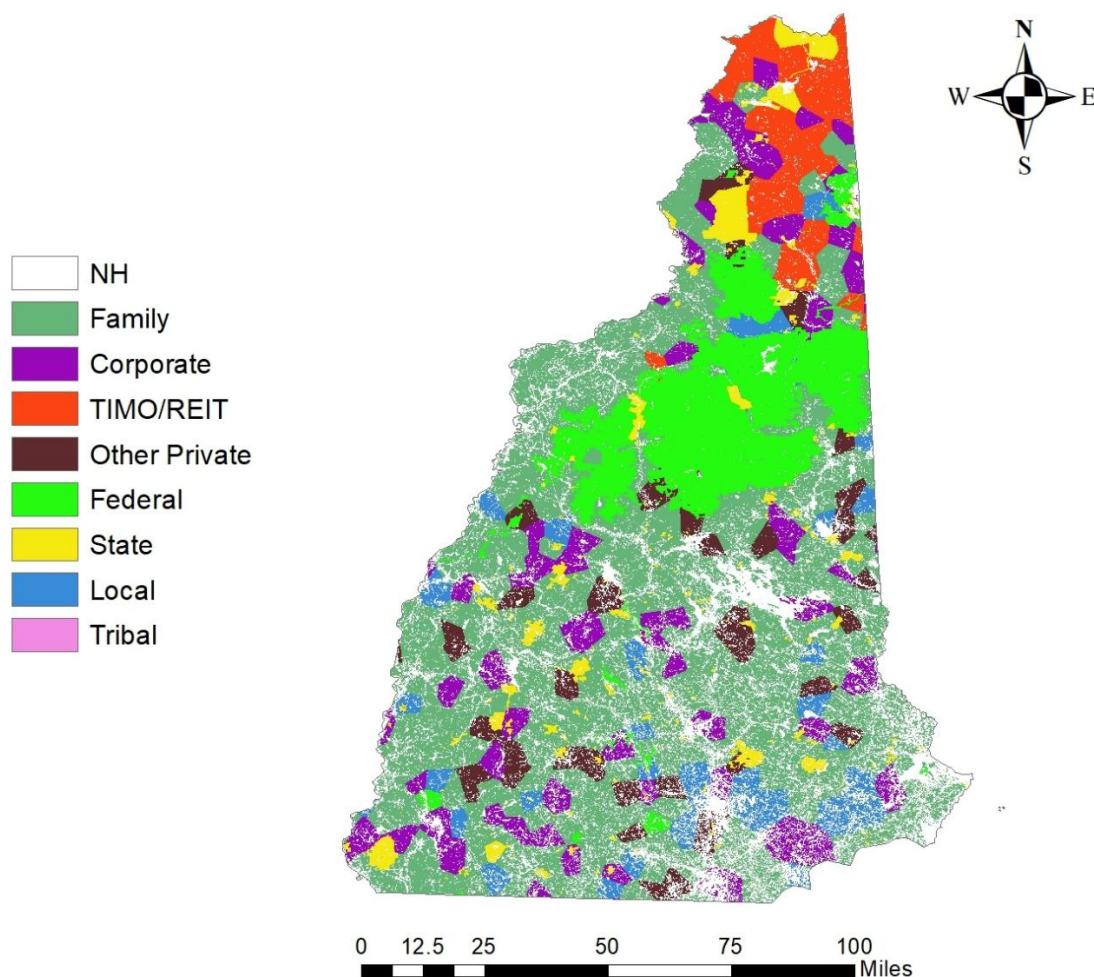 N
W E
S
NH
Family
Corporate
TIMO/REIT
Other Private
Federal
State
Local
Tribal
0 12.5 25 50 75 100
Miles